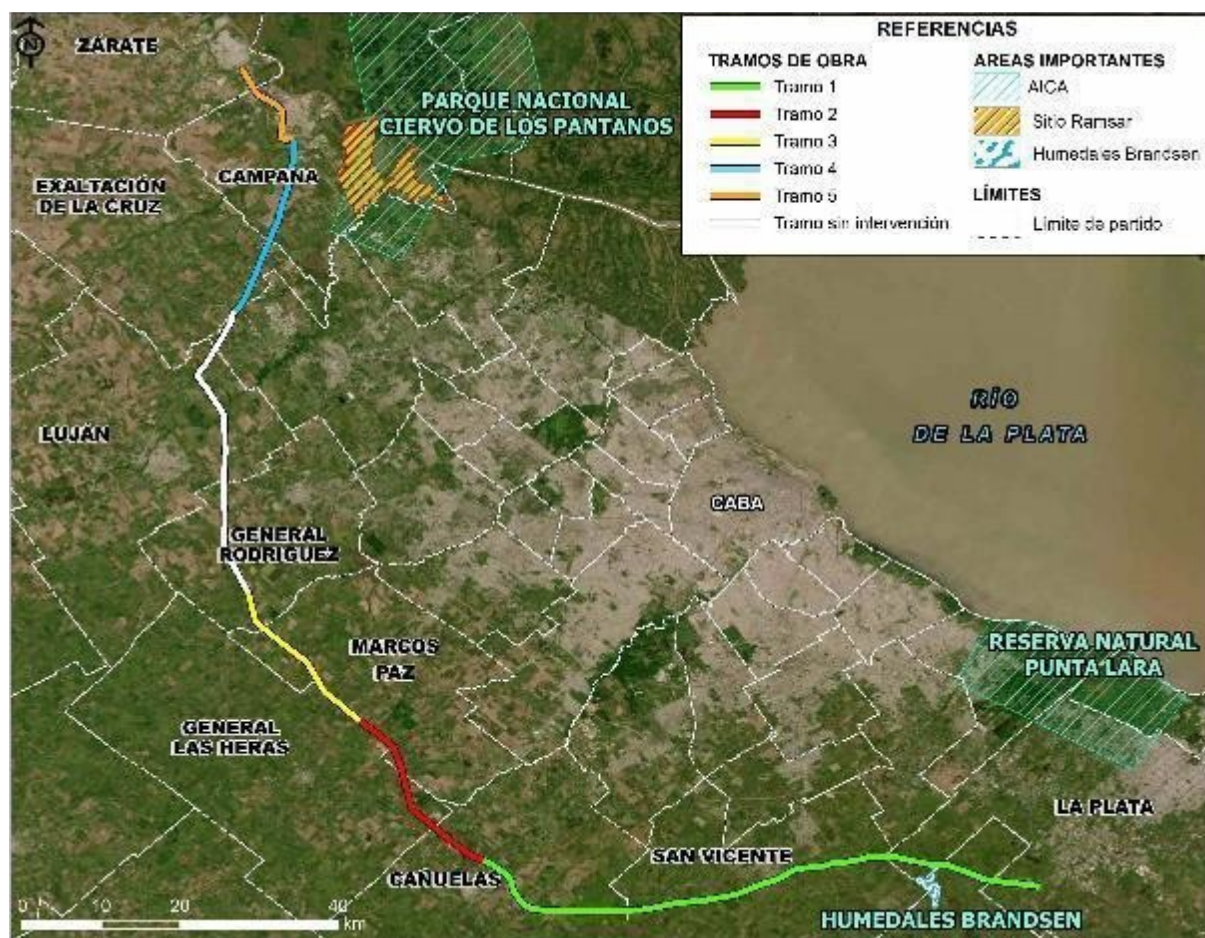 N
ZÁRATE
PARQUE NACIONAL
CIERVO DE LOS PANTANOS
CAMPANA
EXALTACIÓN
DE LA CRUZ
LUJÁN
RÍO
DE LA PLATA
CABA
GENERAL
RODRIGUEZ
MARCOS
PAZ
RESERVA NATURAL
PUNTA LARA
GENERAL
LAS HERAS
LA PLATA
SAN VICENTE
CAÑUELAS
HUMEDALES BRANDSEN
0 10 20 40
km
REFERENCIAS
TRAMOS DE OBRA
Tramo 1
Tramo 2
Tramo 3
Tramo 4
Tramo 5
Tramo sin intervención
AREAS IMPORTANTES
AICA
Sitio Ramsar
Humedales Brandsen
LÍMITES
Límite de partido